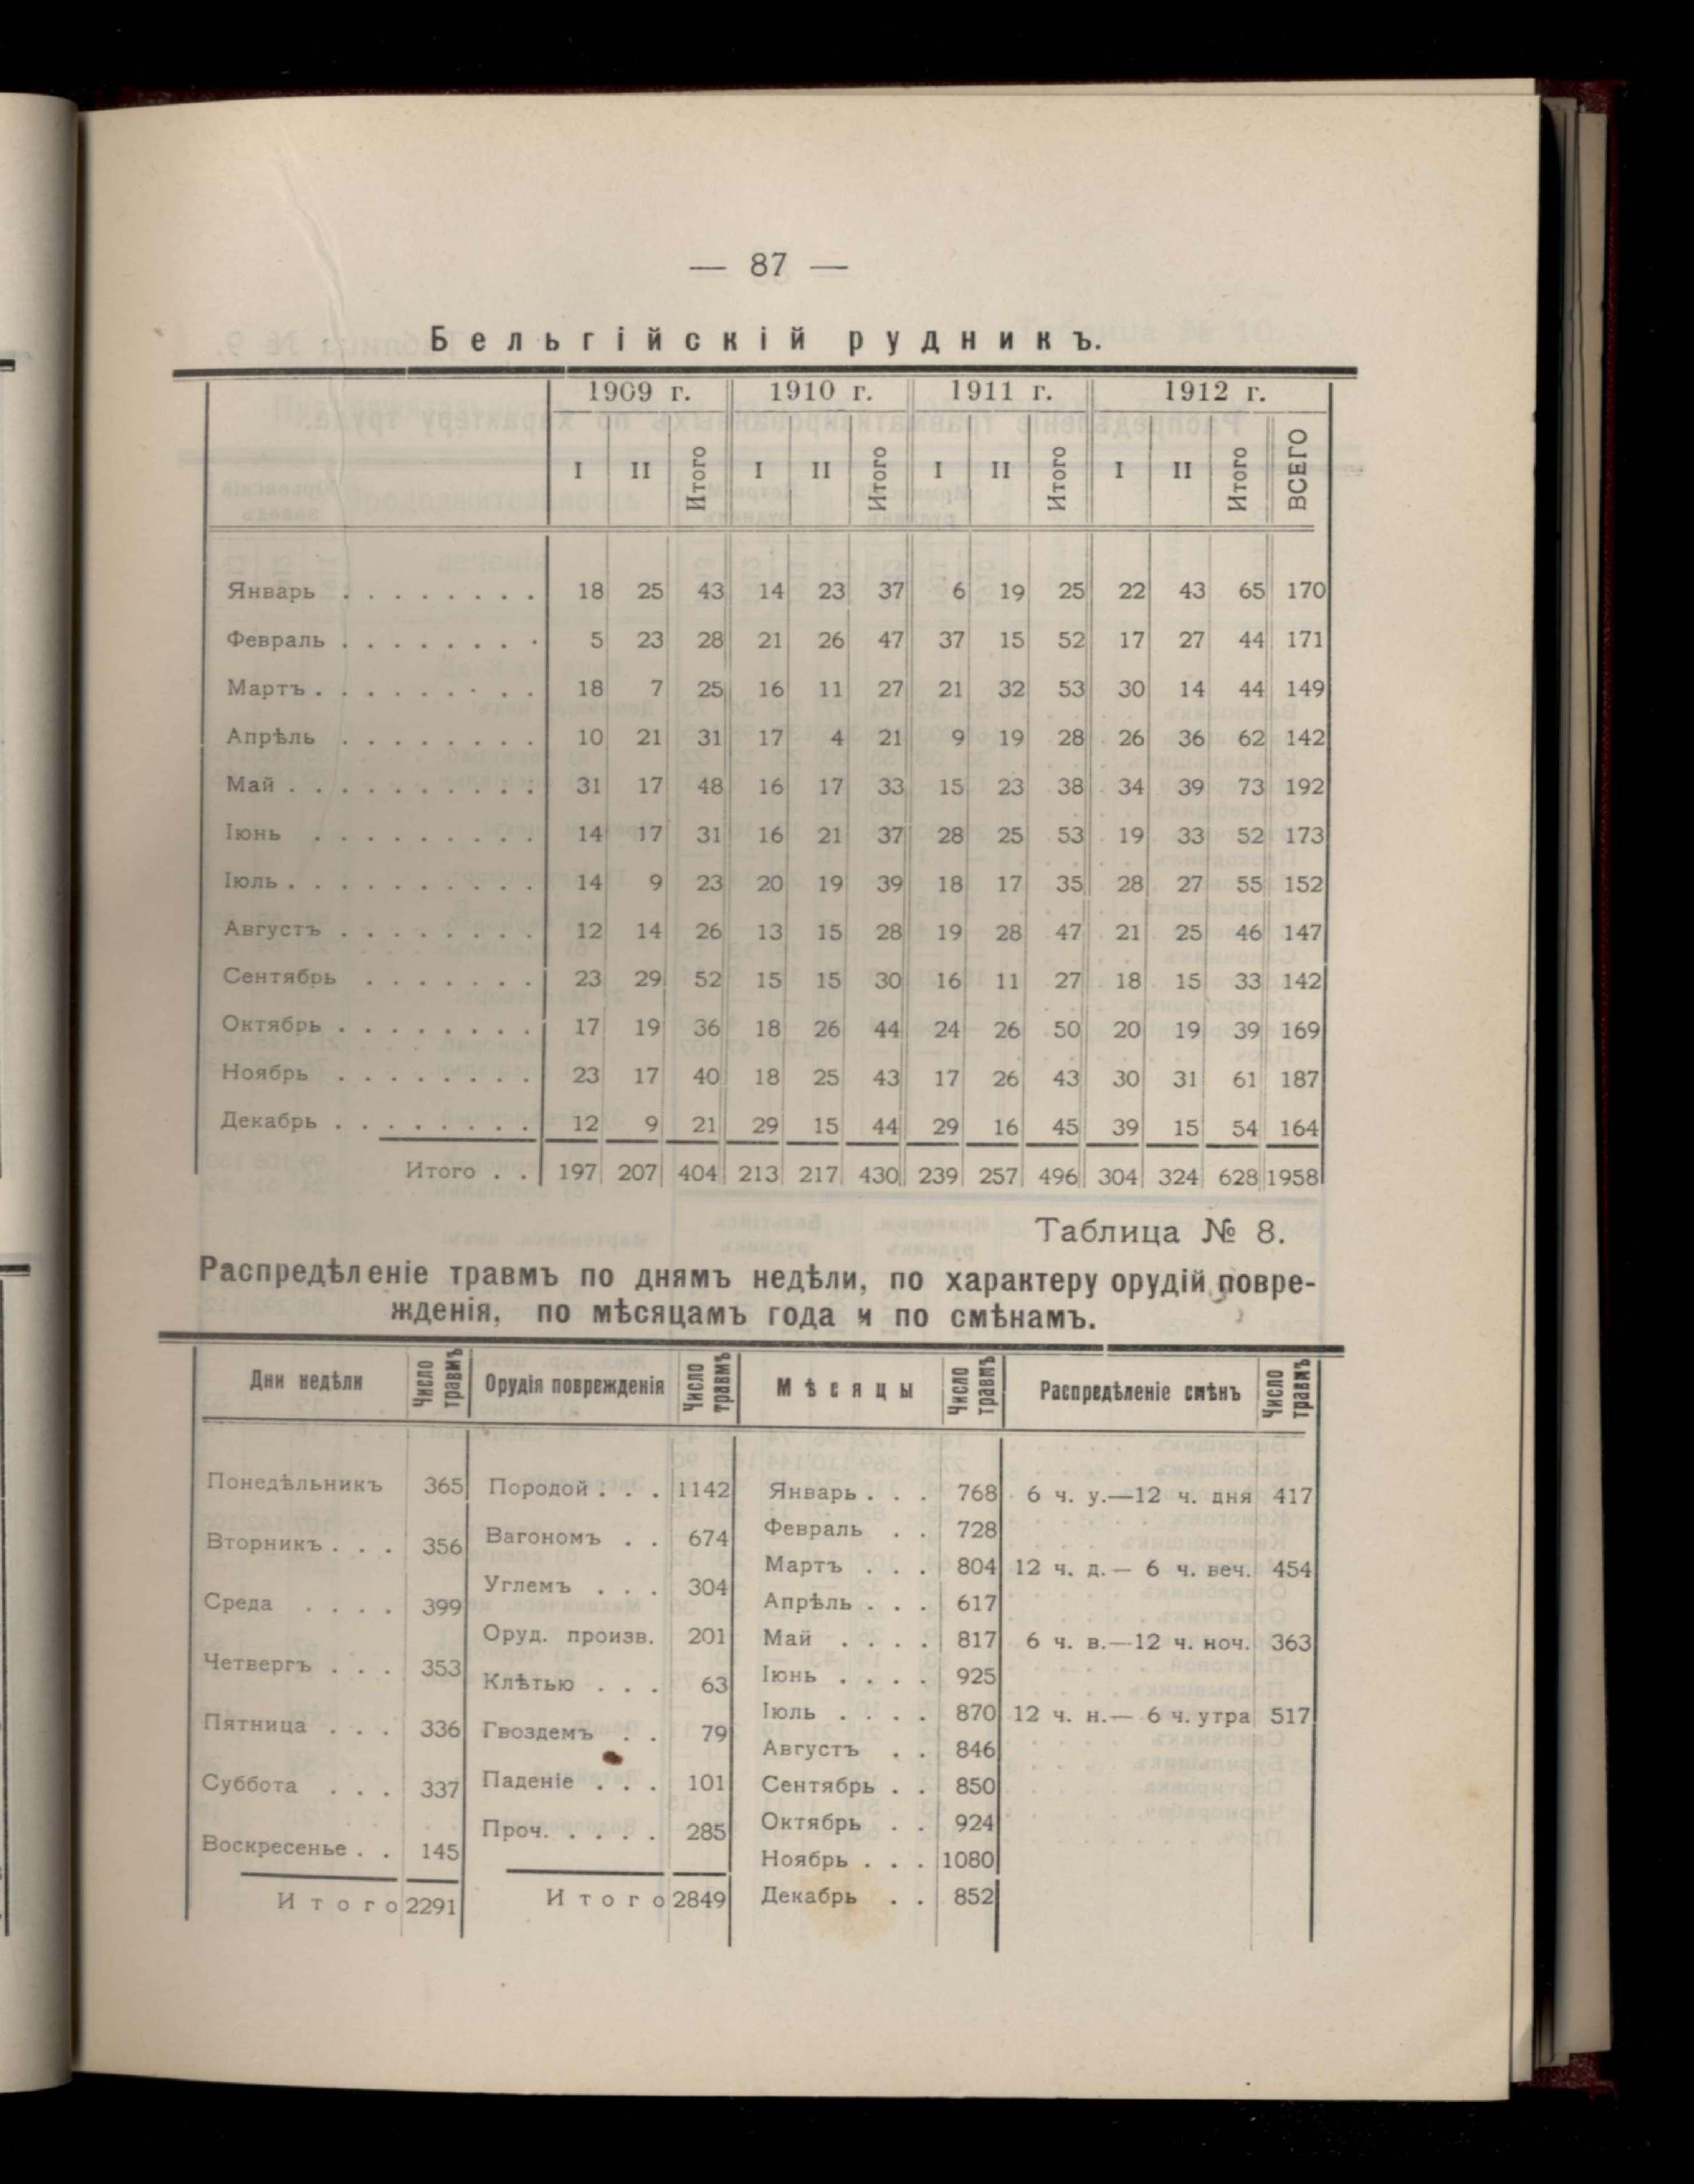 — 87 —
Бельгійскій рудникъ.
1909 г. 1910 г. 1911 г. 1912 г.
I II Итого I II Итого I II Итого I II Итого ВСЕГО
Январь . . . . . . . . 18 25 43 14 23 37 6 19 25 22 43 65 170
Февраль . . . . . . . . 5 23 28 21 26 47 37 15 52 17 27 44 171
Мартъ . . . . . . . . . 18 7 25 16 11 27 21 32 53 30 14 44 149
Апрѣль . . . . . . . . 10 21 31 17 4 21 9 19 28 26 36 62 142
Май . . . . . . . . . . 31 17 48 16 17 33 15 23 38 34 39 73 192
Іюнь . . . . . . . . . 14 17 31 16 21 37 28 25 53 19 33 52 173
Іюль . . . . . . . . . . 14 9 23 20 19 39 18 17 35 28 27 55 152
Августъ . . . . . . . . 12 14 26 13 15 28 19 28 47 21 25 46 147
Сентябрь . . . . . . . 23 29 52 15 15 30 16 11 27 18 15 33 142
Октябрь . . . . . . . . 17 19 36 18 26 44 24 26 50 20 19 39 169
Ноябрь . . . . . . . . 23 17 40 18 25 43 17 26 43 30 31 61 187
Декабрь . . . . . . . . 12 9 21 29 15 44 29 16 45 39 15 54 164
Итого . . 197 207 404 213 217 430 239 257 496 304 324 628 1958
Таблица № 8.
Распредѣленіе травмъ по днямъ недѣли, по характеру орудій повре-
жденія, по мѣсяцамъ года и по смѣнамъ.
Дни недѣли Число травмъ Орудія поврежденія Число травмъ Мѣсяцы Число травмъ Распредѣленіе смѣнъ Число травмъ
Понедѣльникъ 365
Вторникъ . . . 356
Среда . . . . 399
Четвергъ . . . 353
Пятница . . . 336
Суббота . . . 337
Воскресенье . . 145
Итого 2291
Породой . . . 1142
Вагономъ . . 674
Углемъ . . . 304
Оруд. произв. 201
Клѣтью . . . 63
Гвоздемъ . . 79
Паденіе . . . 101
Проч. . . . . 285
Итого 2849
Январь . . . 768
Февраль . . 728
Мартъ . . . 804
Апрѣль . . . 617
Май . . . . 817
Іюнь . . . . 925
Іюль . . . . 870
Августъ . . 846
Сентябрь . . 850
Октябрь . . 924
Ноябрь . . . 1080
Декабрь . . 852
6 ч. у.—12 ч. дня 417
12 ч. д.— 6 ч. веч. 454
6 ч. в.—12 ч. ноч. 363
12 ч. н.— 6 ч. утра 517